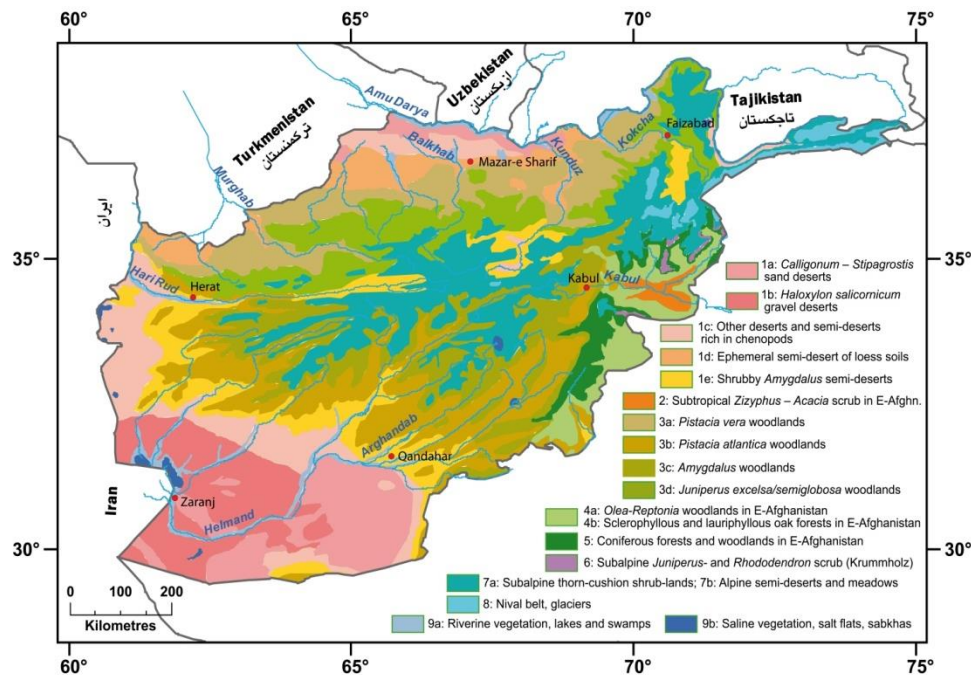 60°
65°
70°
75°
Uzbekistan
ازبکستان
Tajikistan
تاجکستان
Amu Darya
Turkmenistan
ترکمنستان
Kokcha
Faizabad
Balkhab
Kunduz
Mazar-e Sharif
Murghab
ایران
35°
35°
Hari Rud
Herat
Kabul
Kabul
1a: Calligonum – Stipagrostis
sand deserts
1b: Haloxylon salicornicum
gravel deserts
1c: Other deserts and semi-deserts
rich in chenopods
1d: Ephemeral semi-desert of loess soils
1e: Shrubby Amygdalus semi-deserts
2: Subtropical Zizyphus – Acacia scrub in E-Afghn.
3a: Pistacia vera woodlands
3b: Pistacia atlantica woodlands
3c: Amygdalus woodlands
3d: Juniperus excelsa/semiglobosa woodlands
4a: Olea-Reptonia woodlands in E-Afghanistan
4b: Sclerophyllous and lauriphyllous oak forests in E-Afghanistan
5: Coniferous forests and woodlands in E-Afghanistan
6: Subalpine Juniperus- and Rhododendron scrub (Krummholz)
7a: Subalpine thorn-cushion shrub-lands; 7b: Alpine semi-deserts and meadows
8: Nival belt, glaciers
9a: Riverine vegetation, lakes and swamps
9b: Saline vegetation, salt flats, sabkhas
Arghandab
Qandahar
Iran
Zaranj
Helmand
30°
30°
0 100 200
Kilometres
60°
65°
70°
75°